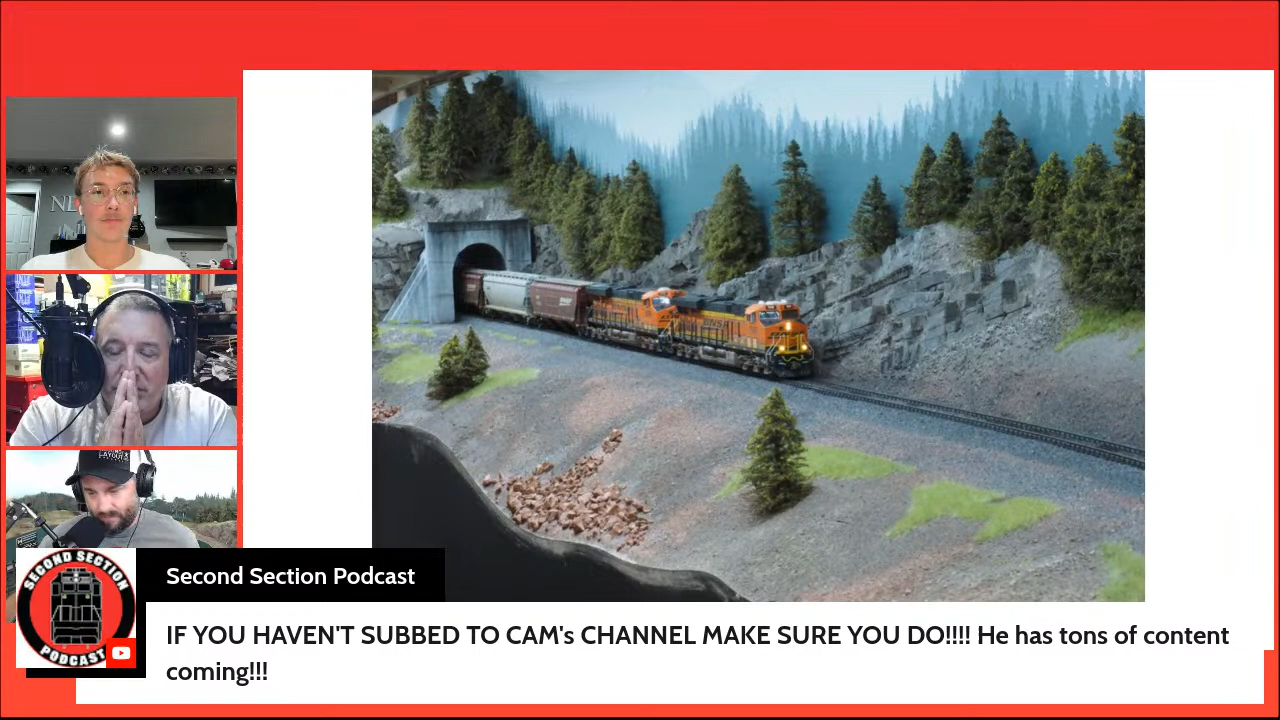 NL
Second Section Podcast
SECOND SECTION
PODCAST
IF YOU HAVEN'T SUBBED TO CAM's CHANNEL MAKE SURE YOU DO!!!! He has tons of content
coming!!!